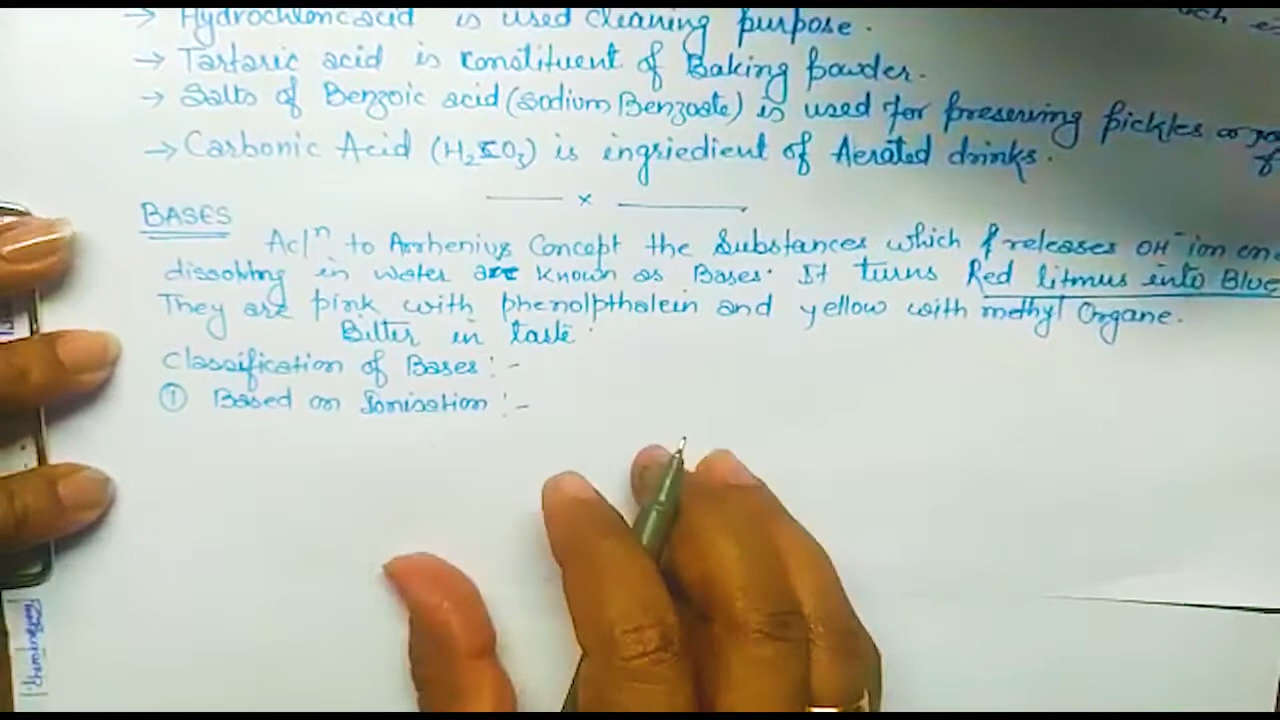 → Hydrochloric acid is used cleaning purpose.
→ Tartaric acid is constituent of Baking powder.
→ Salts of Benzoic acid (Sodium Benzoate) is used for preserving pickles or
→ Carbonic Acid (H₂CO₃) is ingriedient of Aerated drinks.
——— × ———
BASES
Acl^n to Arrhenius Concept the Substances which releases OH⁻ ion on
dissolving in water are known as Bases. It turns Red litmus into Blue
They are pink with phenolpthalein and yellow with methyl Organe.
Bitter in taste.
Classification of Bases:-
① Based on Ionisation:-